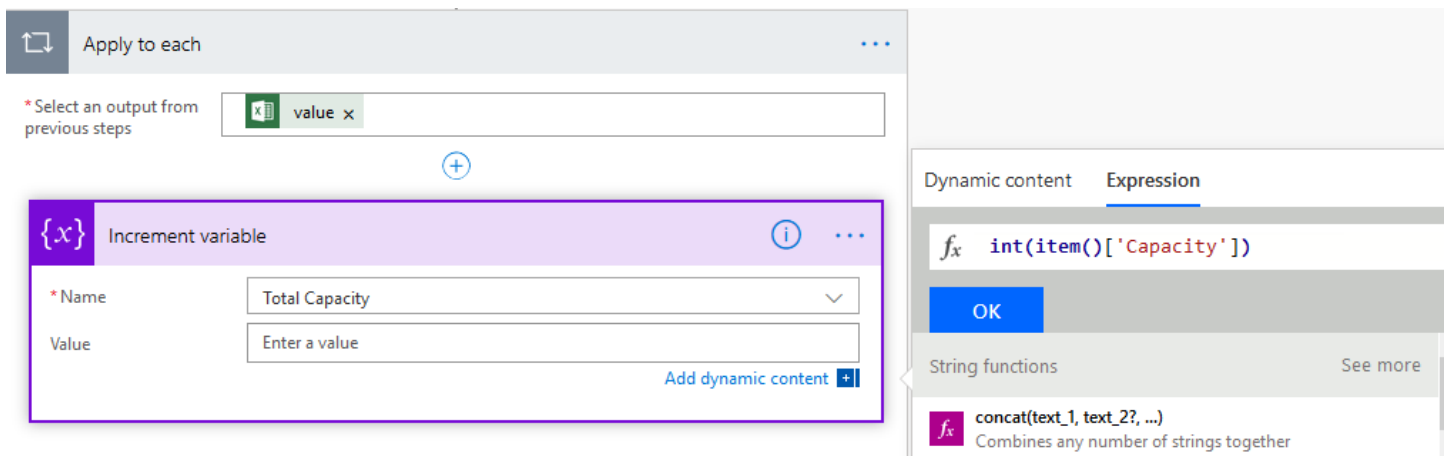 Apply to each
* Select an output from
previous steps
value ×
Dynamic content Expression
{x} Increment variable
fx int(item()['Capacity'])
* Name
Total Capacity
OK
Value
Enter a value
Add dynamic content
String functions See more
fx concat(text_1, text_2?, ...)
Combines any number of strings together